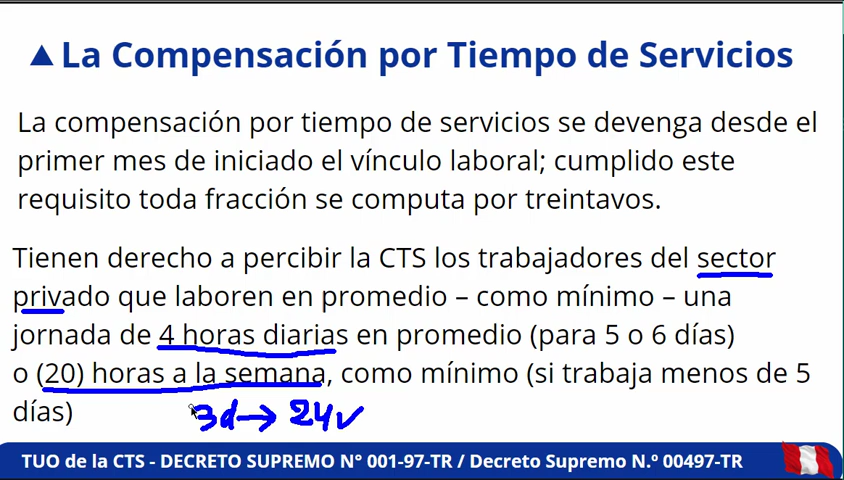 La Compensación por Tiempo de Servicios
La compensación por tiempo de servicios se devenga desde el
primer mes de iniciado el vínculo laboral; cumplido este
requisito toda fracción se computa por treintavos.
Tienen derecho a percibir la CTS los trabajadores del sector
privado que laboren en promedio – como mínimo – una
jornada de 4 horas diarias en promedio (para 5 o 6 días)
o (20) horas a la semana, como mínimo (si trabaja menos de 5
días)
3d → 24 ✓
TUO de la CTS - DECRETO SUPREMO N° 001-97-TR / Decreto Supremo N.º 00497-TR